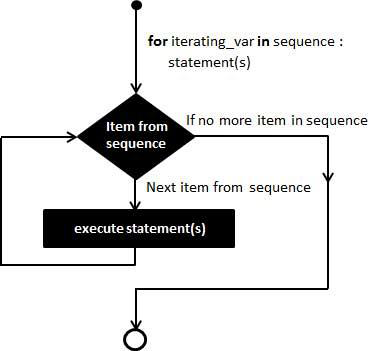 for iterating_var in sequence :
statement(s)
If no more item in sequence
Item from
sequence
Next item from sequence
execute statement(s)